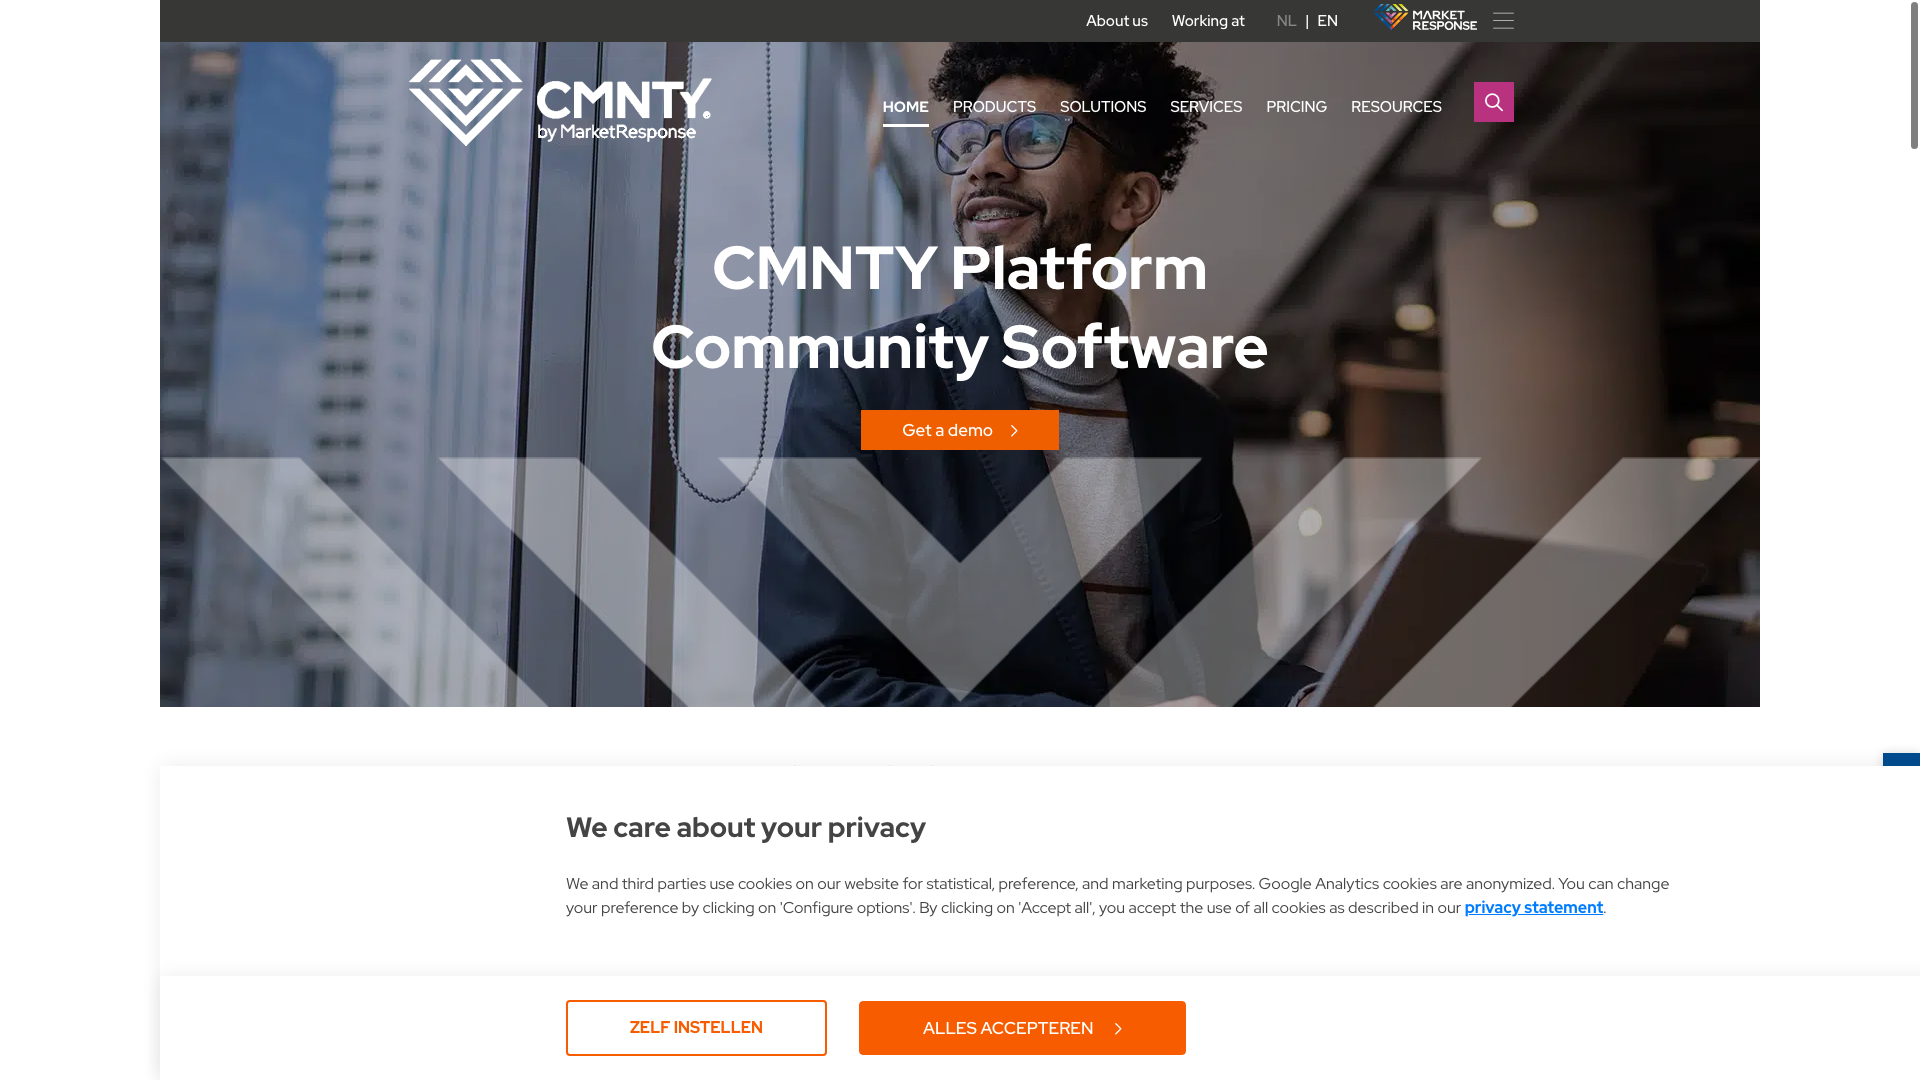 About us
Working at
NL | EN
MARKET
RESPONSE
CMNTY
by MarketResponse
HOME
PRODUCTS
SOLUTIONS
SERVICES
PRICING
RESOURCES
CMNTY Platform
Community Software
Get a demo
We care about your privacy
We and third parties use cookies on our website for statistical, preference, and marketing purposes. Google Analytics cookies are anonymized. You can change
your preference by clicking on 'Configure options'. By clicking on 'Accept all', you accept the use of all cookies as described in our privacy statement.
ZELF INSTELLEN
ALLES ACCEPTEREN